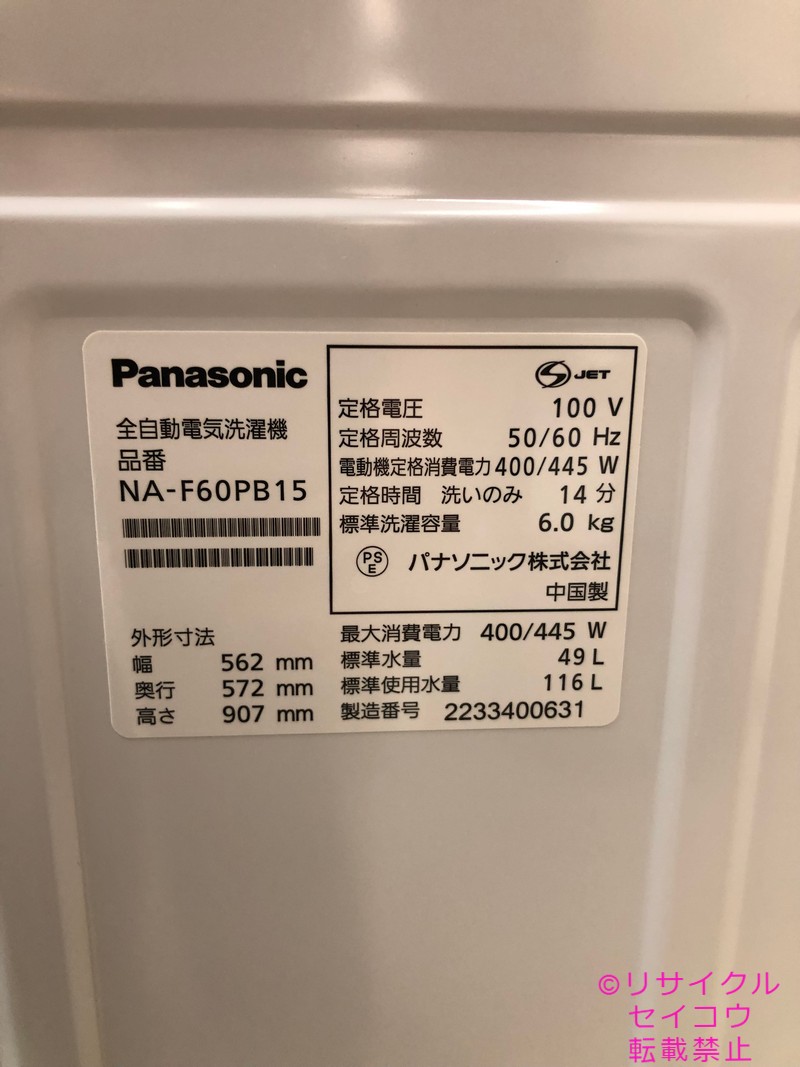 Panasonic
全自動電気洗濯機
品番
NA-F60PB15
外形寸法
幅 562 mm
奥行 572 mm
高さ 907 mm
JET
定格電圧 100 V
定格周波数 50/60 Hz
電動機定格消費電力 400/445 W
定格時間 洗いのみ 14 分
標準洗濯容量 6.0 kg
PSE パナソニック株式会社
中国製
最大消費電力 400/445 W
標準水量 49 L
標準使用水量 116 L
製造番号 2233400631
©リサイクル
セイコウ
転載禁止